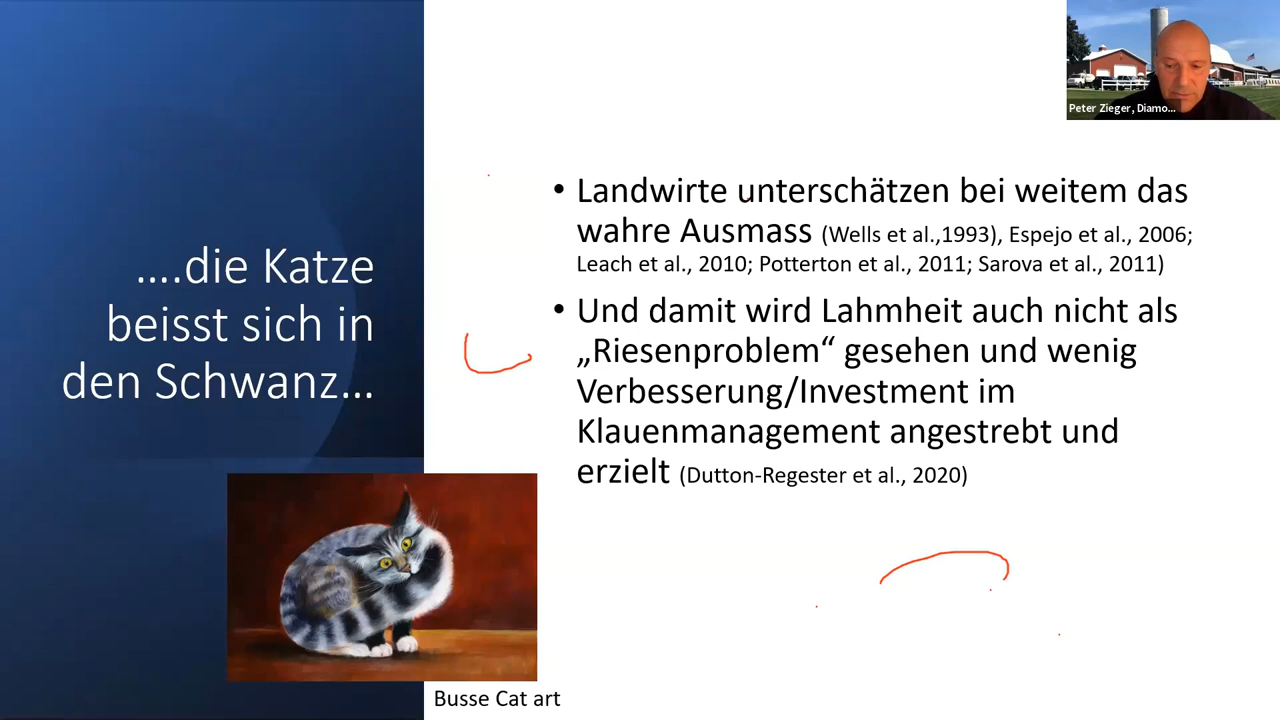 Peter Zieger, Diamo...
….die Katze
beisst sich in
den Schwanz…
• Landwirte unterschätzen bei weitem das
wahre Ausmass (Wells et al.,1993), Espejo et al., 2006;
Leach et al., 2010; Potterton et al., 2011; Sarova et al., 2011)
• Und damit wird Lahmheit auch nicht als
„Riesenproblem“ gesehen und wenig
Verbesserung/Investment im
Klauenmanagement angestrebt und
erzielt (Dutton-Regester et al., 2020)
Busse Cat art